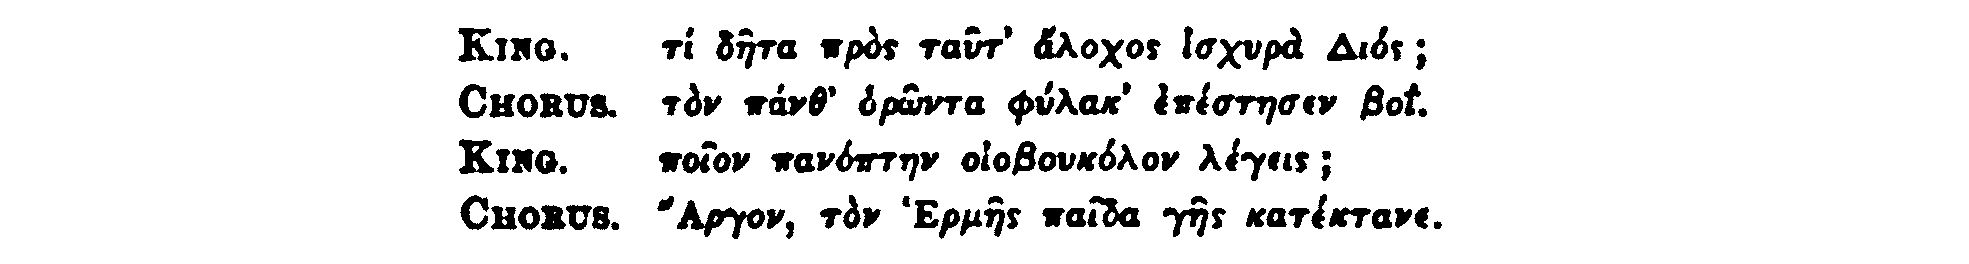 KING. τί δῆτα πρὸς ταῦτ’ ἄλοχος ἰσχυρὰ Διός;
CHORUS. τὸν πάνθ’ ὁρῶντα φύλακ’ ἐπέστησεν βοΐ.
KING. ποῖον πανόπτην οἰοβουκόλον λέγεις;
CHORUS. Ἄργον, τὸν Ἑρμῆς παῖδα γῆς κατέκτανε.